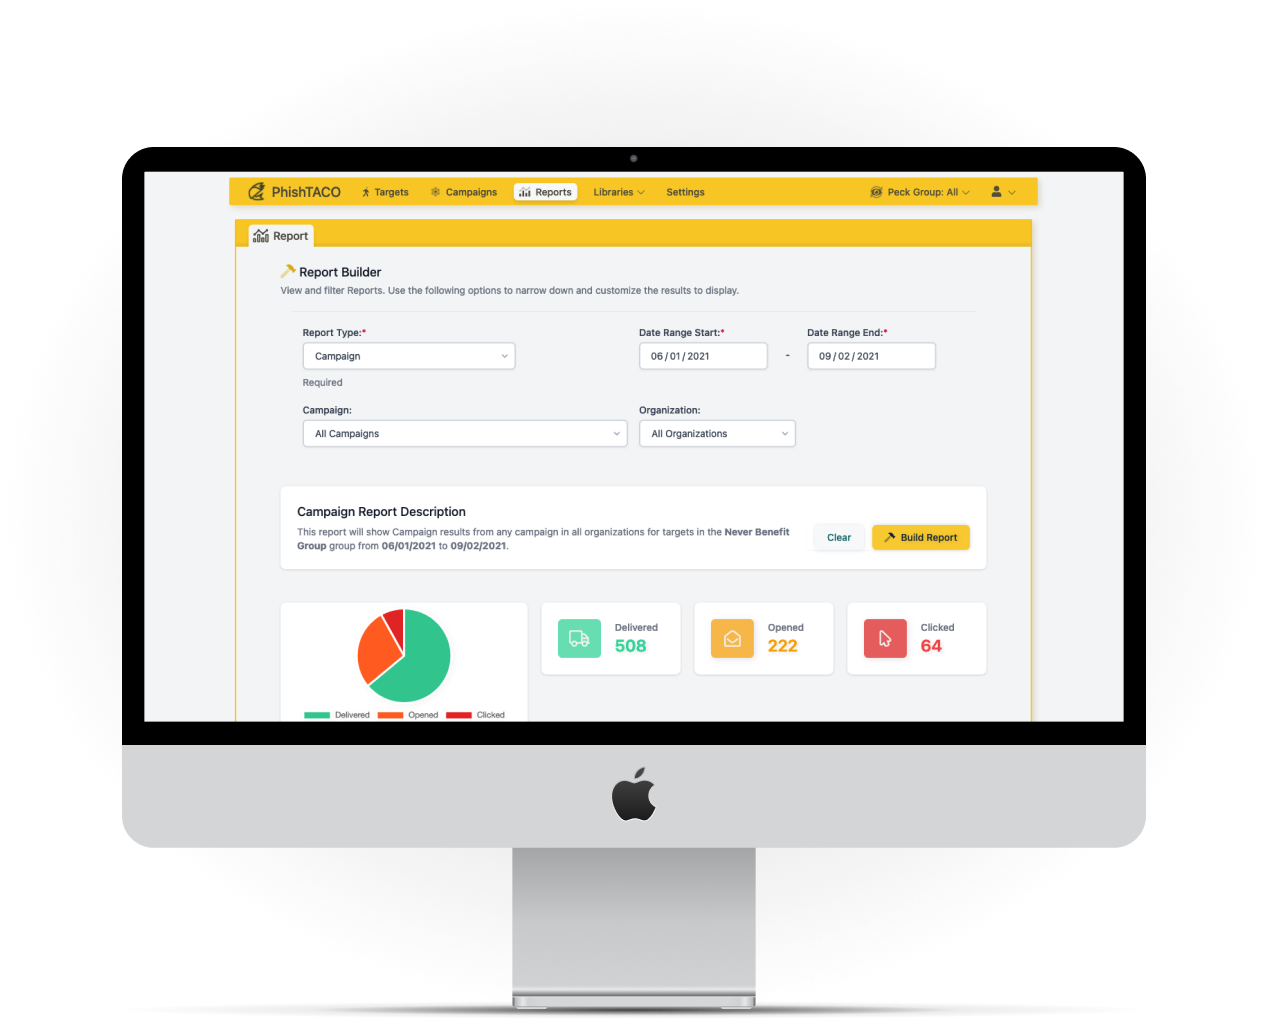 PhishTACO Targets Campaigns Reports Libraries Settings Peck Group: All
Report
Report Builder
View and filter Reports. Use the following options to narrow down and customize the results to display.
Report Type:* Date Range Start:* Date Range End:*
Campaign 06/01/2021 - 09/02/2021
Required
Campaign: Organization:
All Campaigns All Organizations
Campaign Report Description
This report will show Campaign results from any campaign in all organizations for targets in the Never Benefit
Group group from 06/01/2021 to 09/02/2021.
Clear Build Report
Delivered Opened Clicked
508 222 64
Delivered Opened Clicked